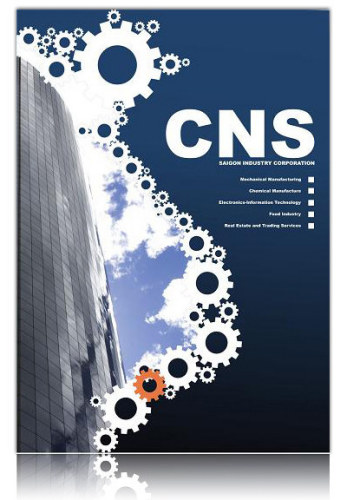 CNS
SAIGON INDUSTRY CORPORATION
Mechanical Manufacturing
Chemical Manufacture
Electronics-Information Technology
Food Industry
Real Estate and Trading Services